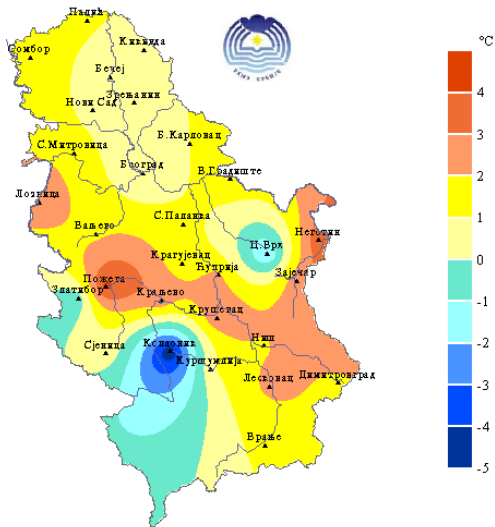 °C
Палић
Кикинда
Сомбор
Бечеј
Зрењанин
Нови Сад
Б. Карловац
С. Митровица
Београд
В. Градиште
Лозница
С. Паланка
Ваљево
Неготин
Ц. Врх
Крагујевац
Ћуприја
Зајечар
Пожега
Златибор
Краљево
Крушевац
Ниш
Копаоник
Сјеница
Куршумлија
Лесковац
Димитровград
Врање
4
3
2
1
0
-1
-2
-3
-4
-5